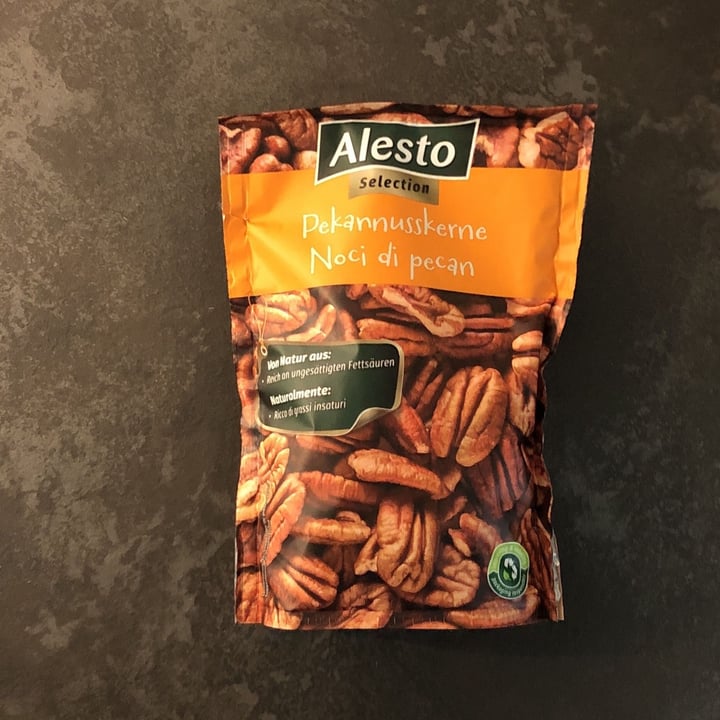 Alesto
Selection
Pekannusskerne
Noci di pecan
Von Natur aus:
• Reich an ungesättigten Fettsäuren
Naturalmente:
• Ricco di grassi insaturi